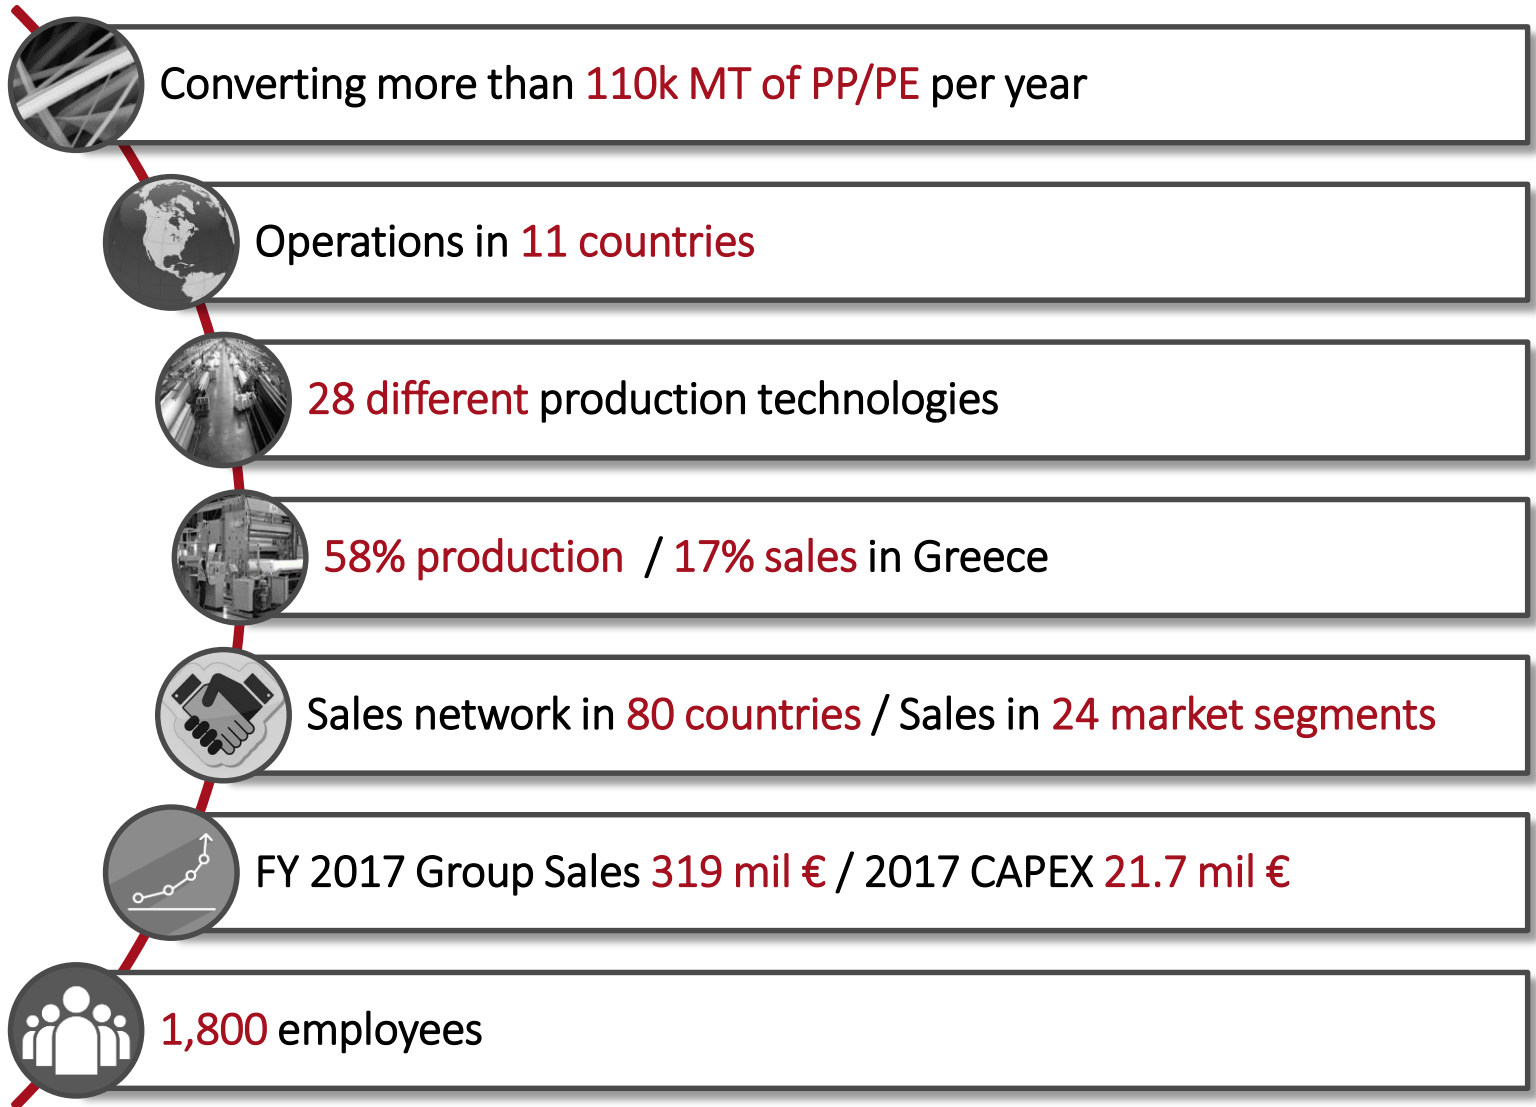 Converting more than 110k MT of PP/PE per year
Operations in 11 countries
28 different production technologies
58% production / 17% sales in Greece
Sales network in 80 countries / Sales in 24 market segments
FY 2017 Group Sales 319 mil € / 2017 CAPEX 21.7 mil €
1,800 employees